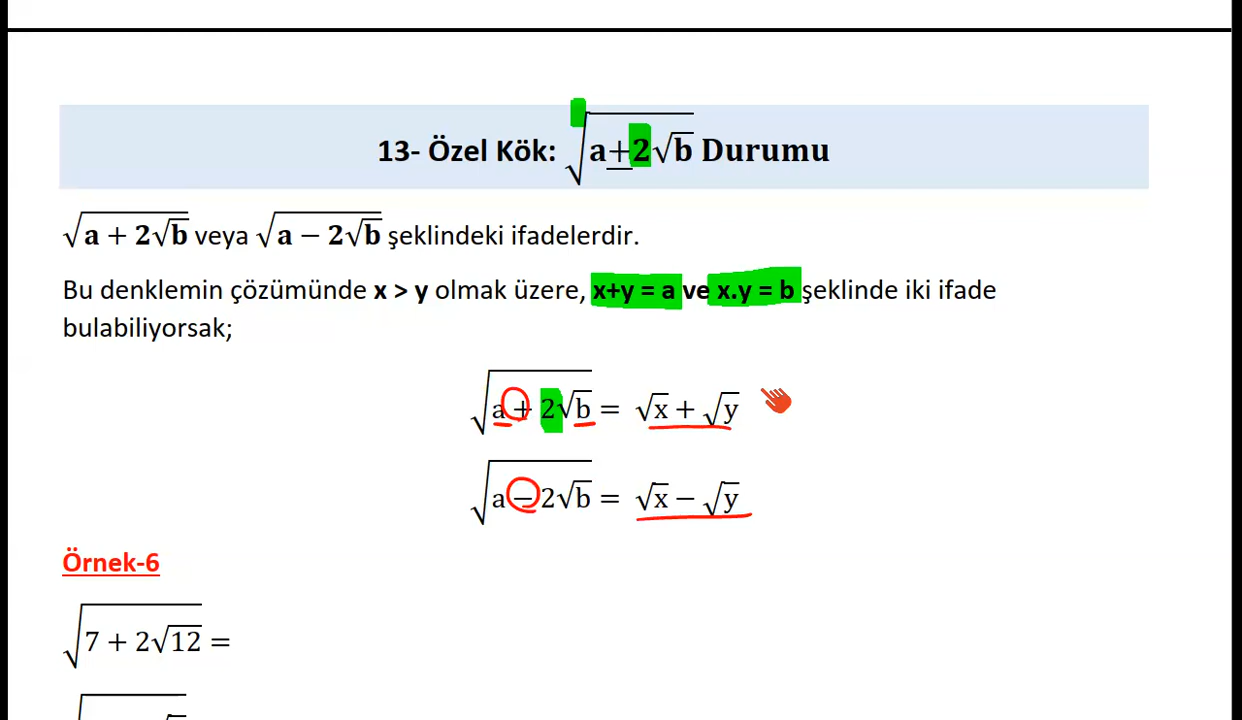 13- Özel Kök: √(a±2√b) Durumu
√(a + 2√b) veya √(a − 2√b) şeklindeki ifadelerdir.
Bu denklemin çözümünde x > y olmak üzere, x+y = a ve x.y = b şeklinde iki ifade
bulabiliyorsak;
√(a + 2√b) = √x + √y
√(a − 2√b) = √x − √y
Örnek-6
√(7 + 2√12) =